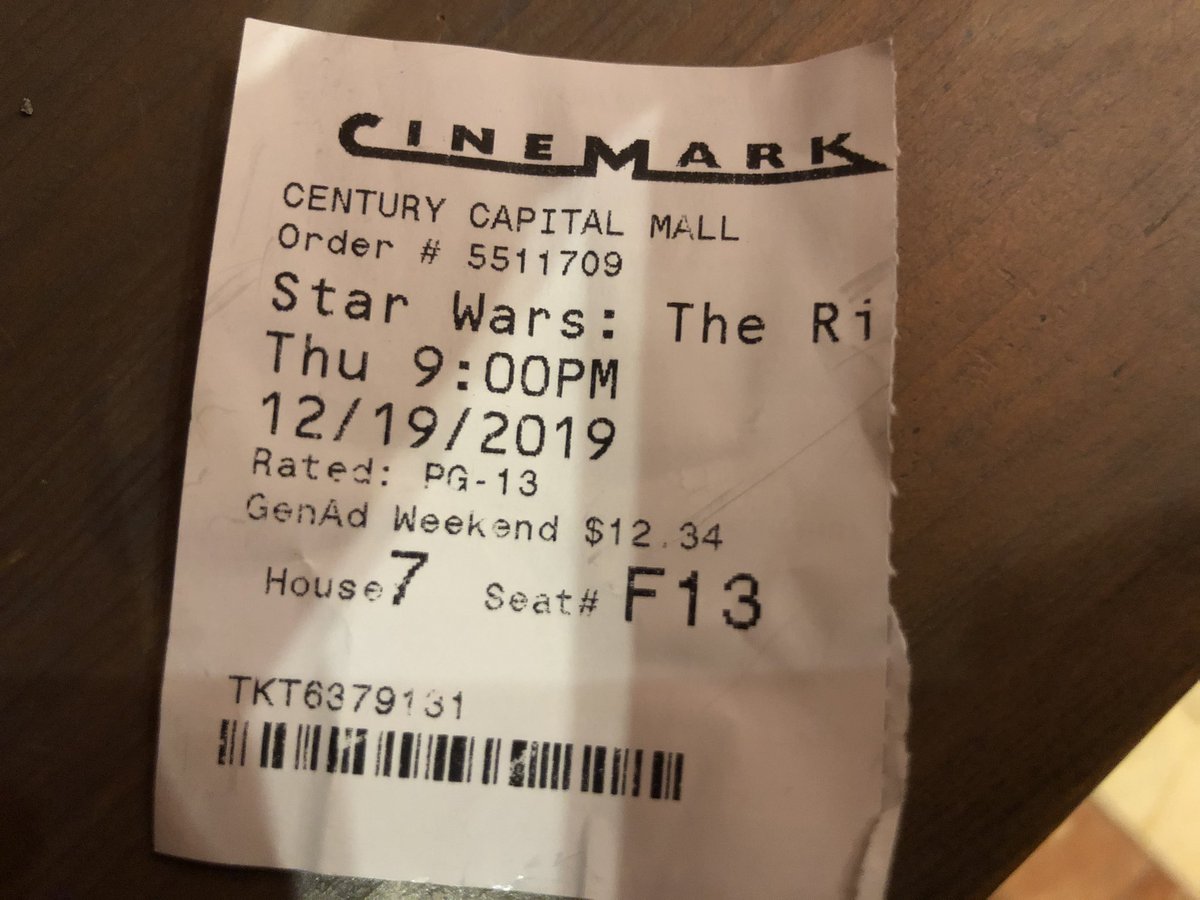 CINEMARK
CENTURY CAPITAL MALL
Order # 5511709
Star Wars: The Ri
Thu 9:00PM
12/19/2019
Rated: PG-13
GenAd Weekend $12.34
House 7 Seat# F13
TKT6379131